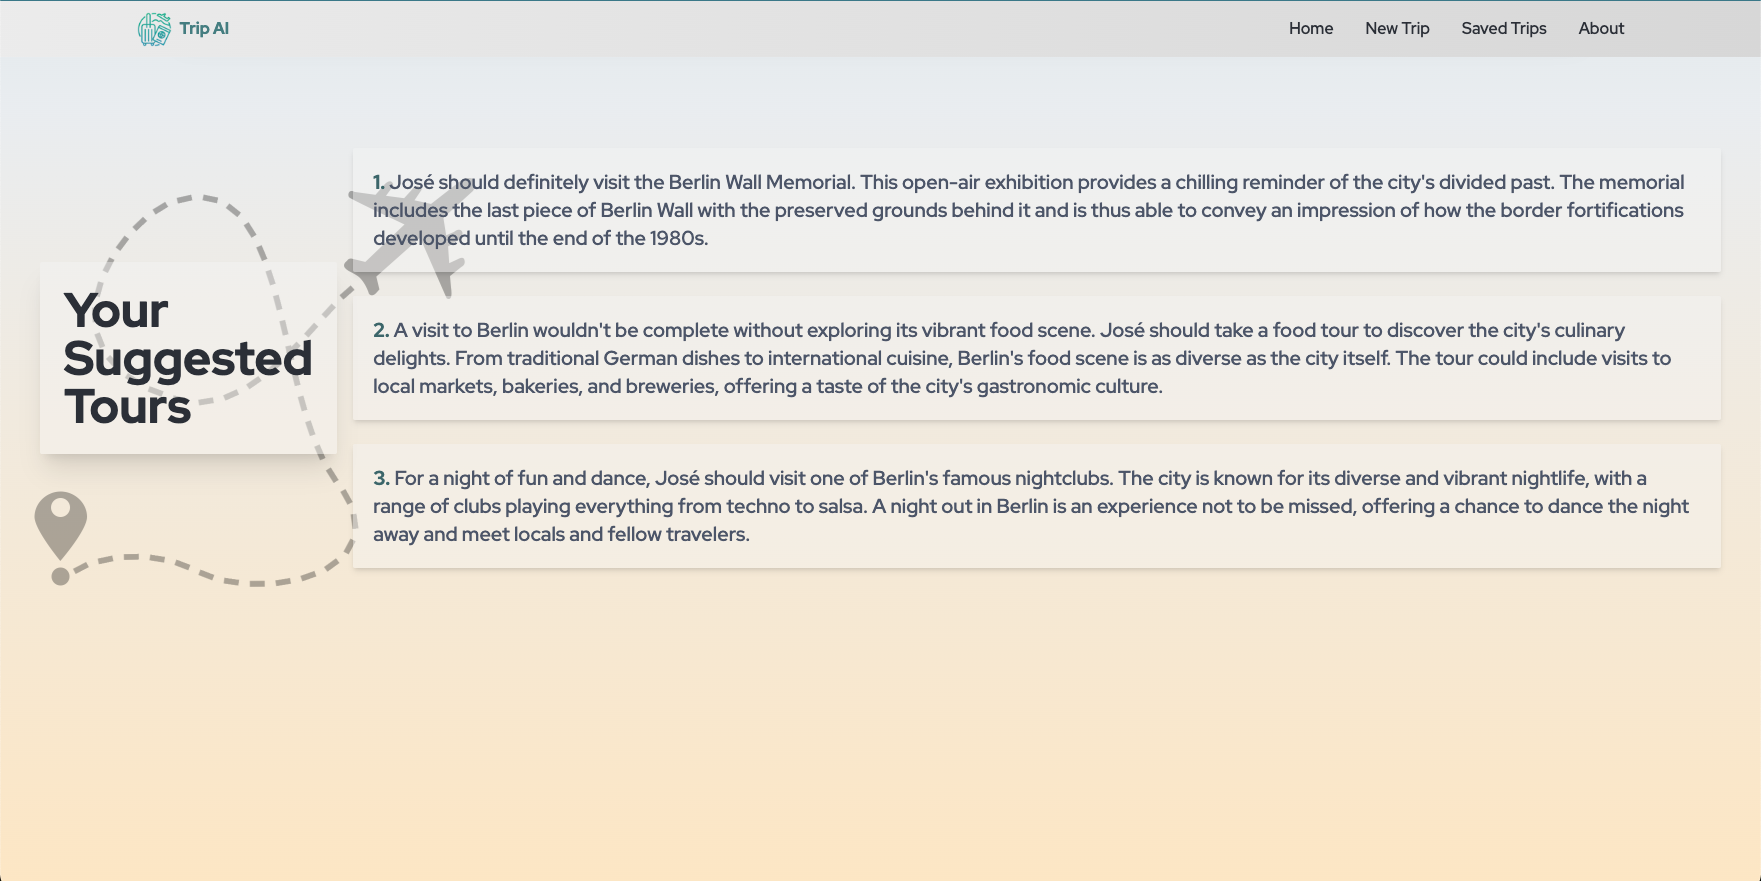 Trip AI
Home New Trip Saved Trips About
Your
Suggested
Tours
1. José should definitely visit the Berlin Wall Memorial. This open-air exhibition provides a chilling reminder of the city's divided past. The memorial
includes the last piece of Berlin Wall with the preserved grounds behind it and is thus able to convey an impression of how the border fortifications
developed until the end of the 1980s.
2. A visit to Berlin wouldn't be complete without exploring its vibrant food scene. José should take a food tour to discover the city's culinary
delights. From traditional German dishes to international cuisine, Berlin's food scene is as diverse as the city itself. The tour could include visits to
local markets, bakeries, and breweries, offering a taste of the city's gastronomic culture.
3. For a night of fun and dance, José should visit one of Berlin's famous nightclubs. The city is known for its diverse and vibrant nightlife, with a
range of clubs playing everything from techno to salsa. A night out in Berlin is an experience not to be missed, offering a chance to dance the night
away and meet locals and fellow travelers.